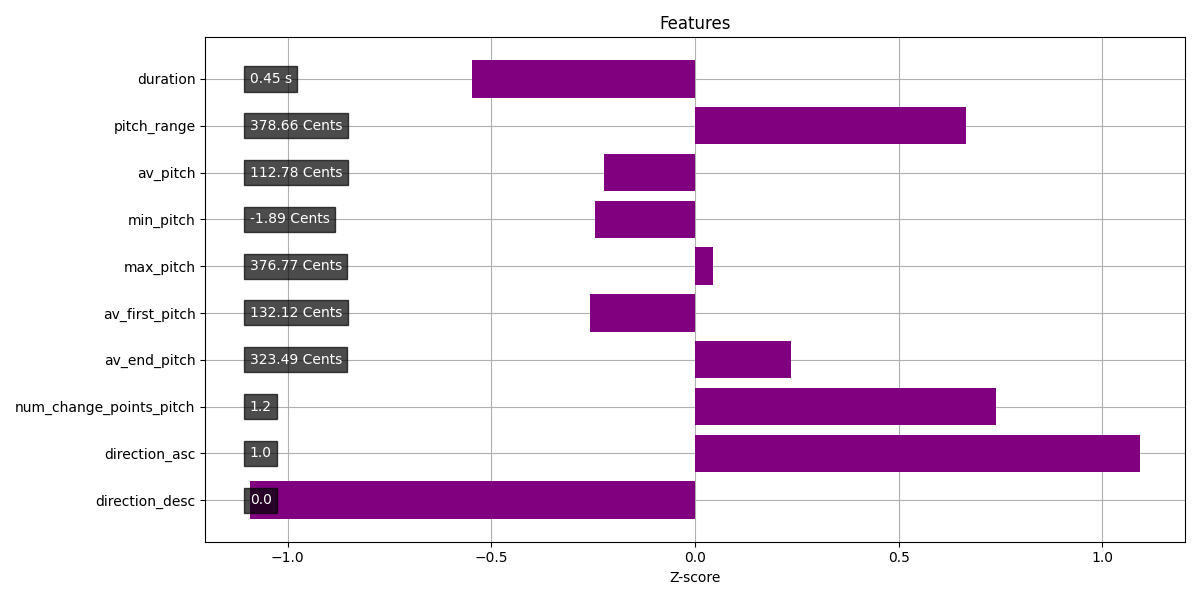 Features
duration 0.45 s
pitch_range 378.66 Cents
av_pitch 112.78 Cents
min_pitch -1.89 Cents
max_pitch 376.77 Cents
av_first_pitch 132.12 Cents
av_end_pitch 323.49 Cents
num_change_points_pitch 1.2
direction_asc 1.0
direction_desc 0.0
−1.0 −0.5 0.0 0.5 1.0
Z-score